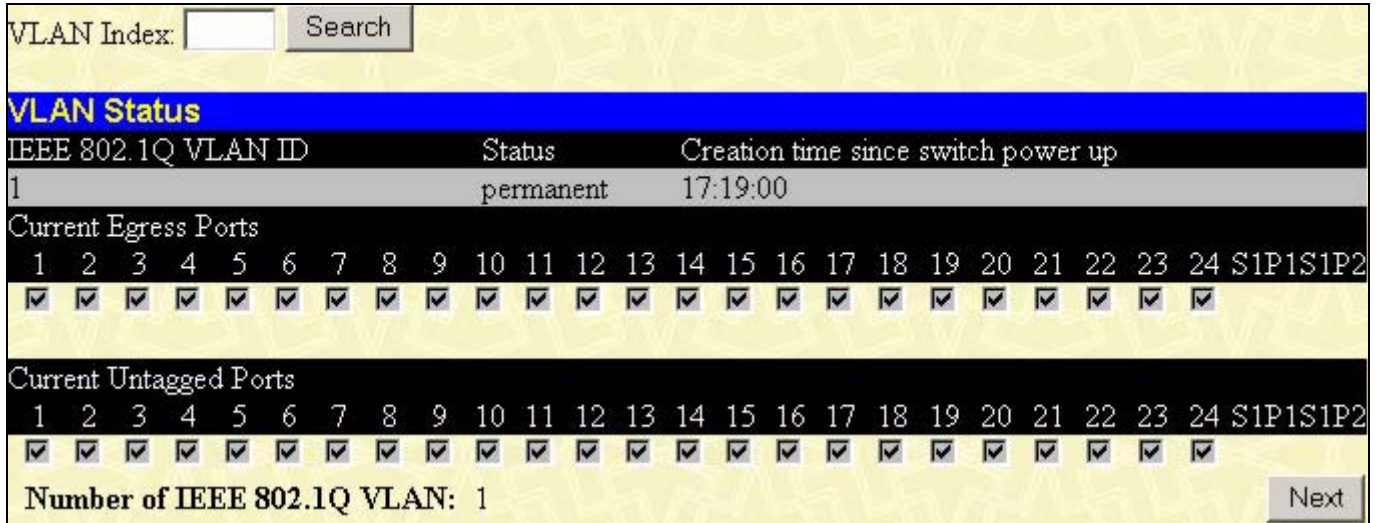 VLAN Index: Search
VLAN Status
IEEE 802.1Q VLAN ID Status Creation time since switch power up
1 permanent 17:19:00
Current Egress Ports
1 2 3 4 5 6 7 8 9 10 11 12 13 14 15 16 17 18 19 20 21 22 23 24 S1P1S1P2
Current Untagged Ports
1 2 3 4 5 6 7 8 9 10 11 12 13 14 15 16 17 18 19 20 21 22 23 24 S1P1S1P2
Number of IEEE 802.1Q VLAN: 1 Next